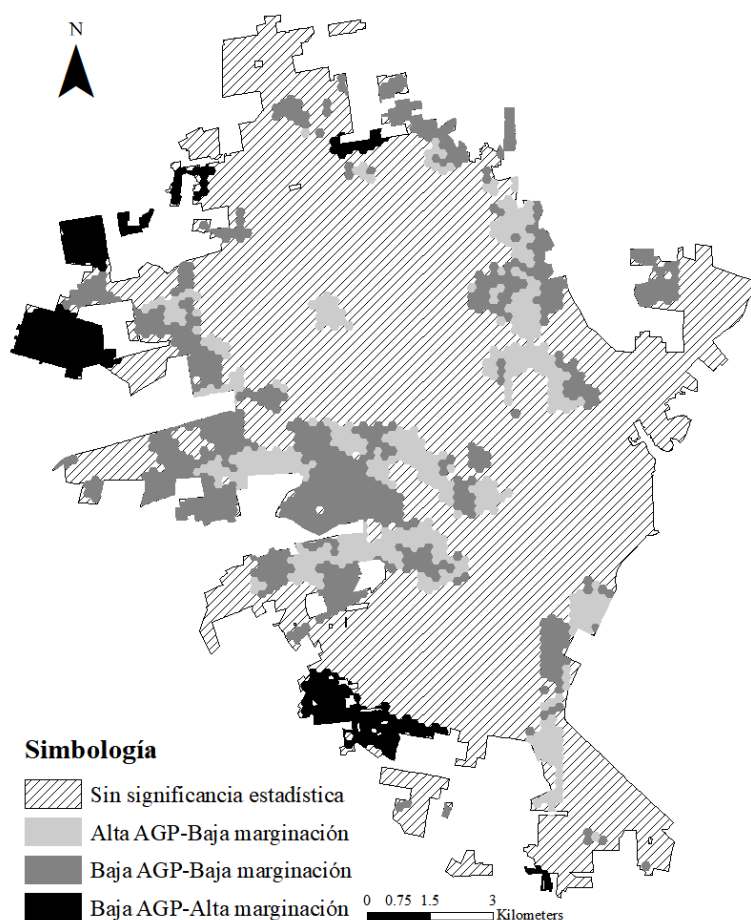 N
Simbología
Sin significancia estadística
Alta AGP-Baja marginación
Baja AGP-Baja marginación
Baja AGP-Alta marginación
0 0.75 1.5 3
Kilometers